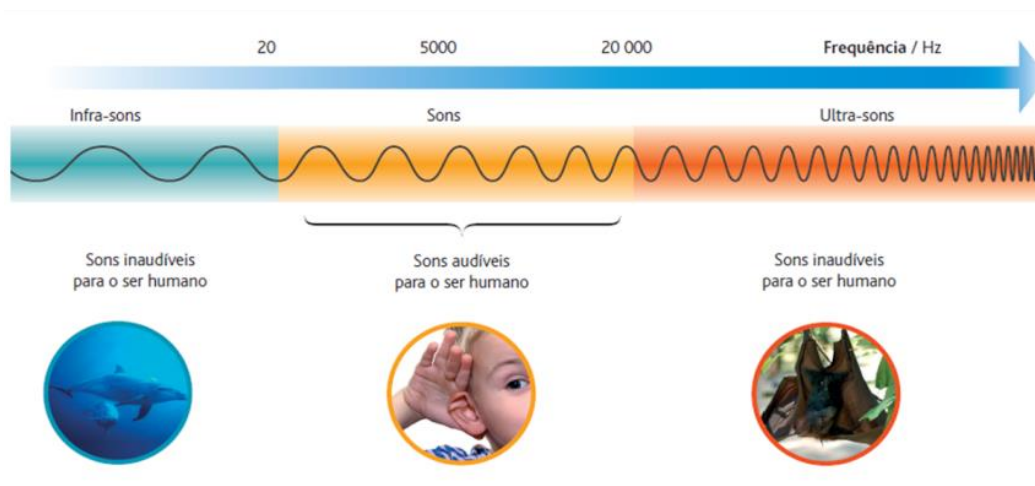 20 5000 20 000 Frequência / Hz
Infra-sons Sons Ultra-sons
Sons inaudíveis
para o ser humano
Sons audíveis
para o ser humano
Sons inaudíveis
para o ser humano